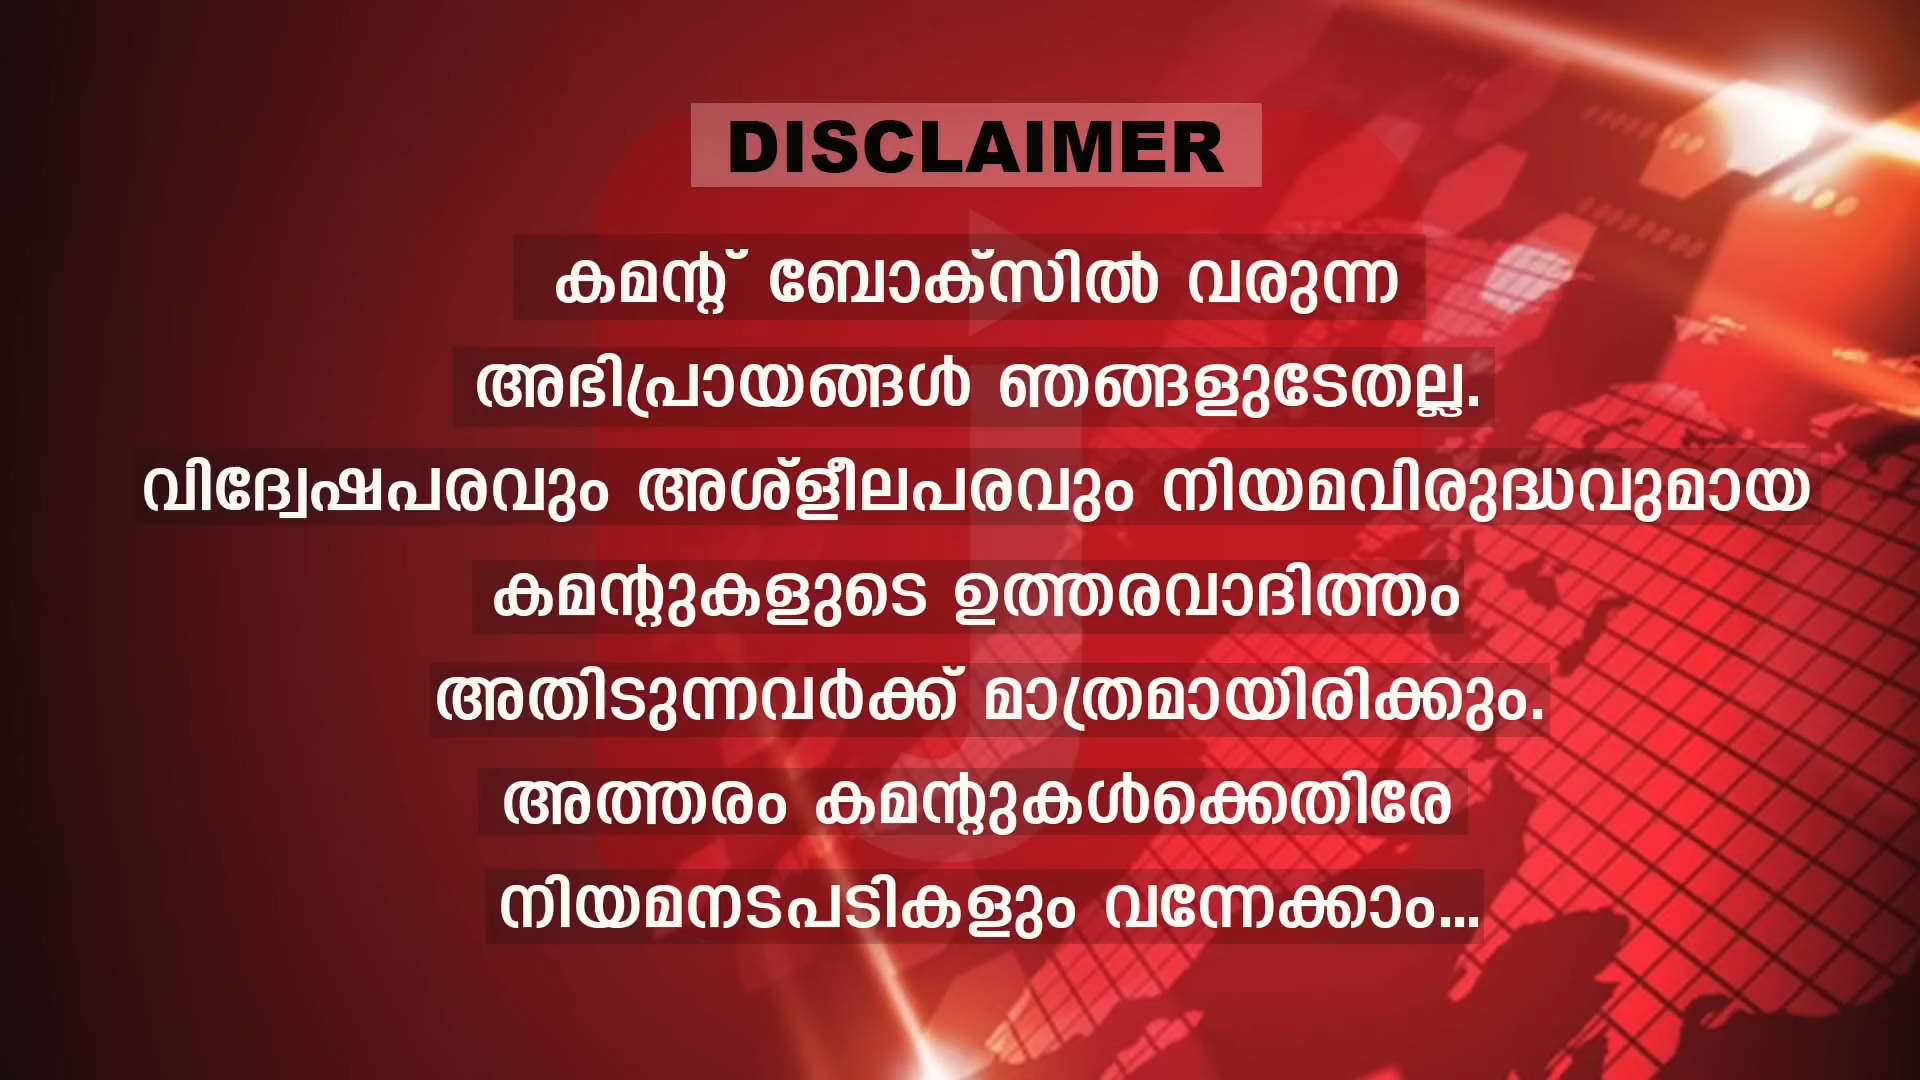 DISCLAIMER
കമന്റ് ബോക്സിൽ വരുന്ന
അഭിപ്രായങ്ങൾ ഞങ്ങളുടേതല്ല.
വിദ്വേഷപരവും അശ്ളീലപരവും നിയമവിരുദ്ധവുമായ
കമന്റുകളുടെ ഉത്തരവാദിത്തം
അതിടുന്നവർക്ക് മാത്രമായിരിക്കും.
അത്തരം കമന്റുകൾക്കെതിരേ
നിയമനടപടികളും വന്നേക്കാം...